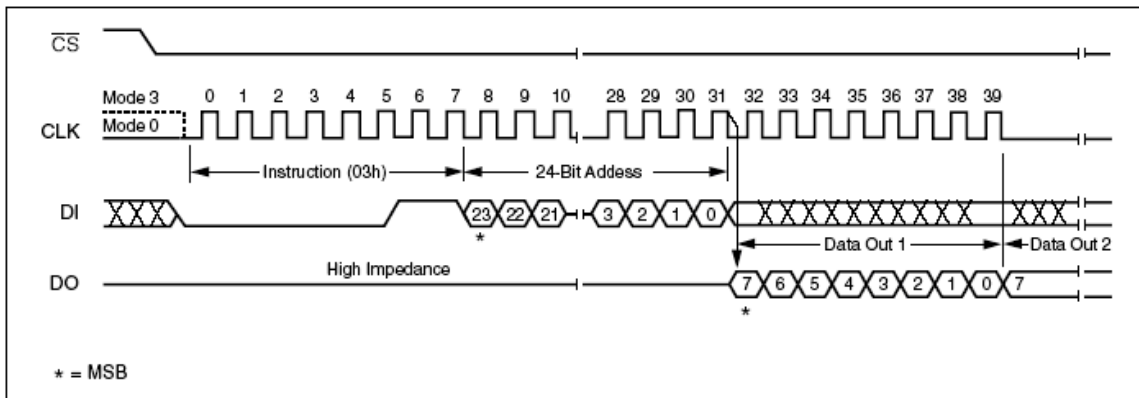 CS
Mode 3
0 1 2 3 4 5 6 7 8 9 10 28 29 30 31 32 33 34 35 36 37 38 39
CLK
Mode 0
Instruction (03h)
24-Bit Addess
DI
23 22 21 3 2 1 0
*
Data Out 1
Data Out 2
High Impedance
DO
7 6 5 4 3 2 1 0 7
*
* = MSB